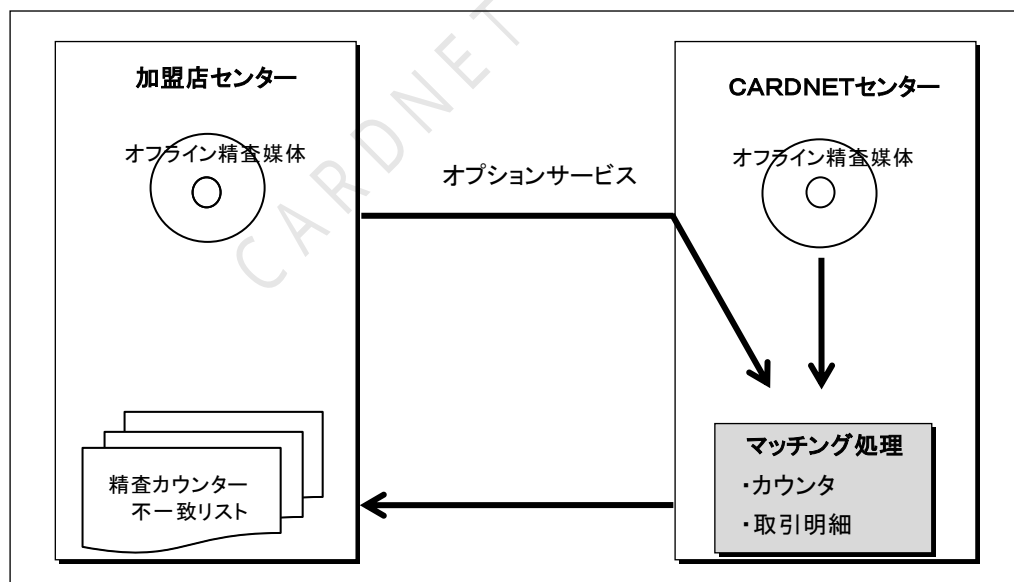 加盟店センター
オフライン精査媒体
精査カウンター
不一致リスト
オプションサービス
CARDNETセンター
オフライン精査媒体
マッチング処理
・カウンタ
・取引明細
CARDNET